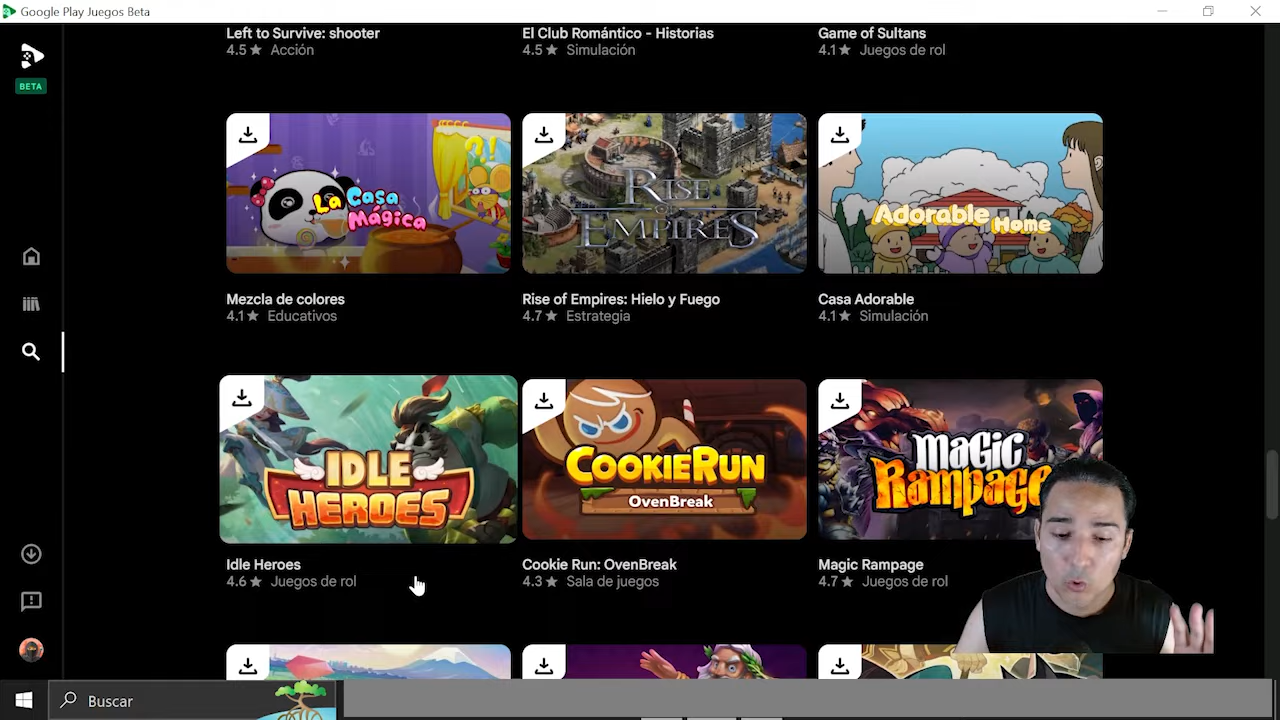 Google Play Juegos Beta
BETA
Left to Survive: shooter
4.5★ Acción
El Club Romántico - Historias
4.5★ Simulación
Game of Sultans
4.1★ Juegos de rol
La Casa
Mágica
RISE
OF
EMPIRES
Adorable
Home
Mezcla de colores
4.1★ Educativos
Rise of Empires: Hielo y Fuego
4.7★ Estrategia
Casa Adorable
4.1★ Simulación
IDLE
HEROES
COOKIERUN
OvenBreak
MAGIC
RAMPAGE
Idle Heroes
4.6★ Juegos de rol
Cookie Run: OvenBreak
4.3★ Sala de juegos
Magic Rampage
4.7★ Juegos de rol
Buscar